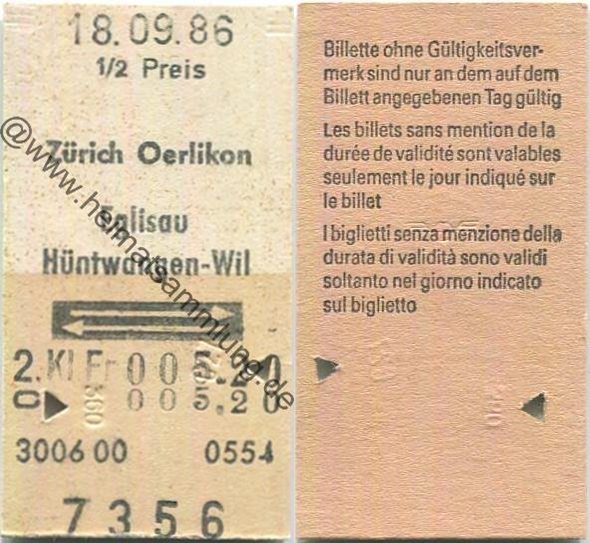 18.09.86
1/2 Preis
Zürich Oerlikon
Eglisau
Hüntwangen-Wil
2. Kl Fr 005.20
005.20
300600 0554
7356
@www.heimatsammlung.de
Billette ohne Gültigkeitsver-
merk sind nur an dem auf dem
Billett angegebenen Tag gültig
Les billets sans mention de la
durée de validité sont valables
seulement le jour indiqué sur
le billet
I biglietti senza menzione della
durata di validità sono validi
soltanto nel giorno indicato
sul biglietto